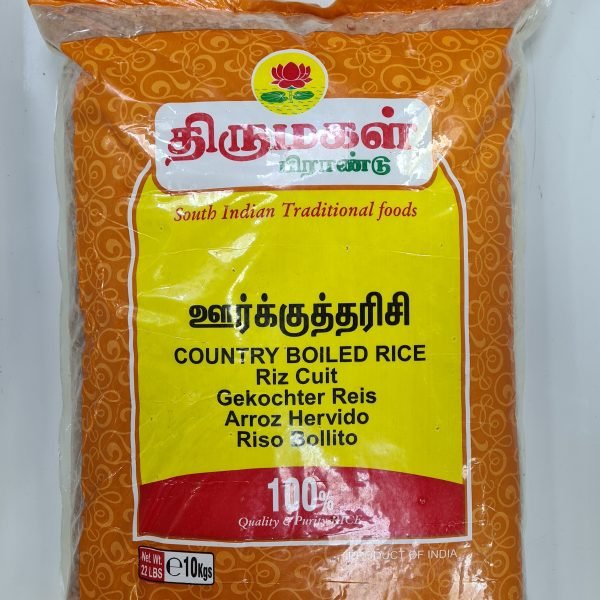 திருமகள்
பிராண்டு
South Indian Traditional foods
ஊர்க்குத்தரிசி
COUNTRY BOILED RICE
Riz Cuit
Gekochter Reis
Arroz Hervido
Riso Bollito
100%
Quality & Purity RICE
PRODUCT OF INDIA
Net. Wt.
22 LBS
℮10Kgs